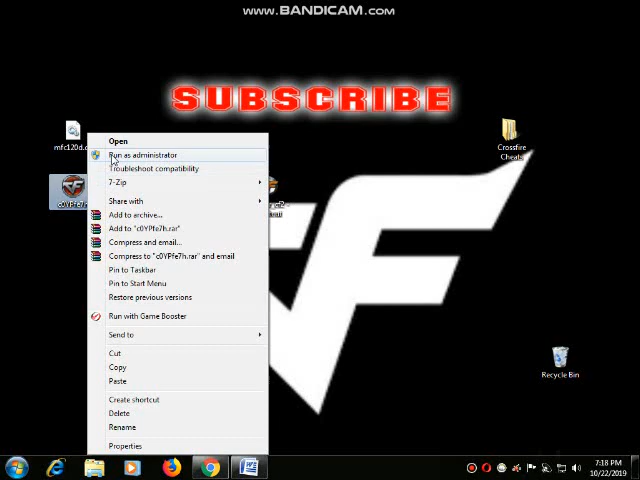 www.BANDICAM.com
SUBSCRIBE
mfc120d.
Crossfire
Cheats
c0YPfe7h.
Open
Run as administrator
Troubleshoot compatibility
7-Zip
Share with
Add to archive...
Add to "c0YPfe7h.rar"
Compress and email...
Compress to "c0YPfe7h.rar" and email
Pin to Taskbar
Pin to Start Menu
Restore previous versions
Run with Game Booster
Send to
Cut
Copy
Paste
Create shortcut
Delete
Rename
Properties
Recycle Bin
7:18 PM
10/22/2019